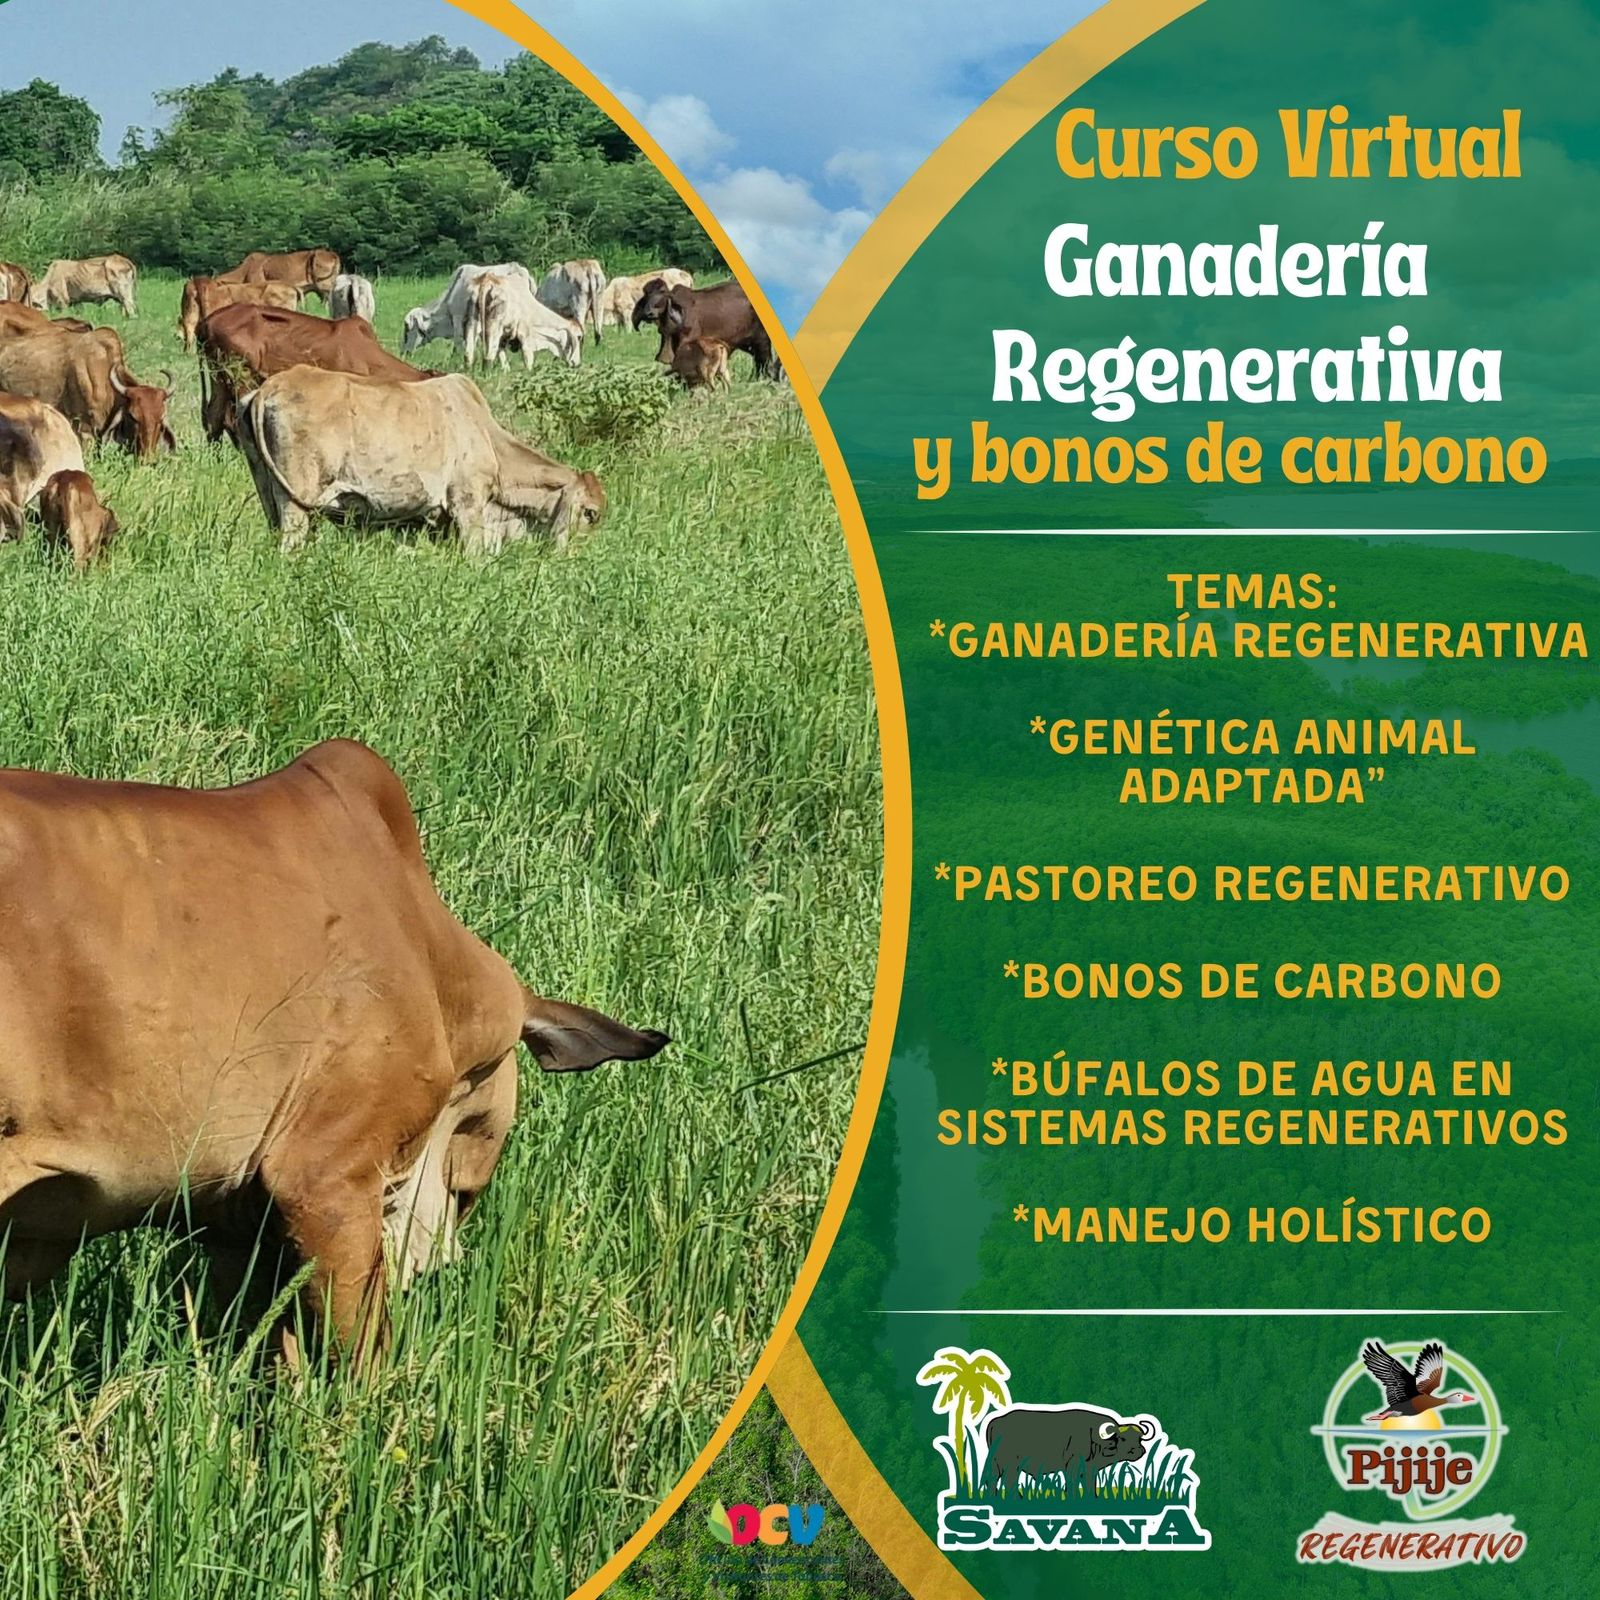 Curso Virtual
Ganadería
Regenerativa
y bonos de carbono
TEMAS:
*GANADERÍA REGENERATIVA
*GENÉTICA ANIMAL
ADAPTADA”
*PASTOREO REGENERATIVO
*BONOS DE CARBONO
*BÚFALOS DE AGUA EN
SISTEMAS REGENERATIVOS
*MANEJO HOLÍSTICO
SAVANA
Pijije
REGENERATIVO
OCV